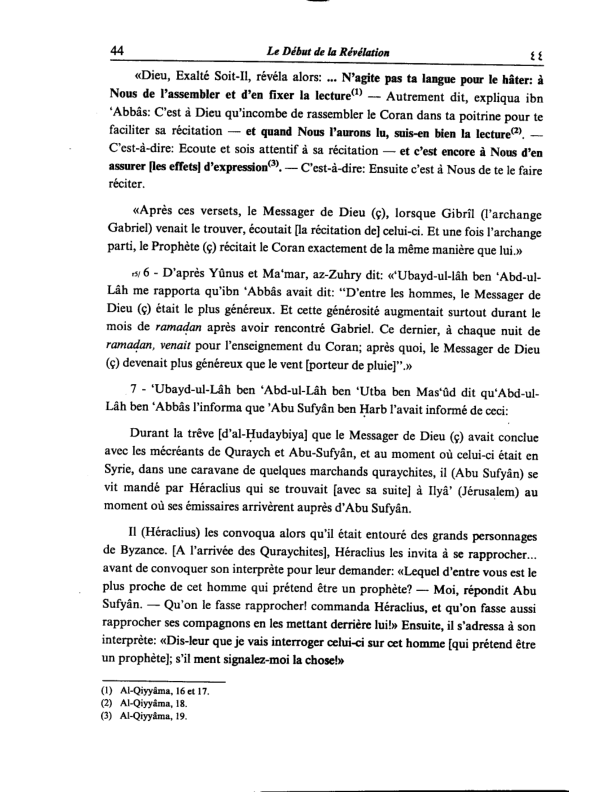 44 Le Début de la Révélation ٤٤
«Dieu, Exalté Soit-Il, révéla alors: ... N'agite pas ta langue pour le hâter: à
Nous de l'assembler et d'en fixer la lecture(1) — Autrement dit, expliqua ibn
‘Abbâs: C'est à Dieu qu'incombe de rassembler le Coran dans ta poitrine pour te
faciliter sa récitation — et quand Nous l'aurons lu, suis-en bien la lecture(2). —
C'est-à-dire: Ecoute et sois attentif à sa récitation — et c'est encore à Nous d'en
assurer [les effets] d'expression(3). — C'est-à-dire: Ensuite c'est à Nous de te le faire
réciter.
«Après ces versets, le Messager de Dieu (ç), lorsque Gibrîl (l'archange
Gabriel) venait le trouver, écoutait [la récitation de] celui-ci. Et une fois l'archange
parti, le Prophète (ç) récitait le Coran exactement de la même manière que lui.»
6 - D'après Yûnus et Ma‘mar, az-Zuhry dit: «‘Ubayd-ul-lâh ben ‘Abd-ul-
Lâh me rapporta qu'ibn ‘Abbâs avait dit: “D'entre les hommes, le Messager de
Dieu (ç) était le plus généreux. Et cette générosité augmentait surtout durant le
mois de ramaḍan après avoir rencontré Gabriel. Ce dernier, à chaque nuit de
ramaḍan, venait pour l'enseignement du Coran; après quoi, le Messager de Dieu
(ç) devenait plus généreux que le vent [porteur de pluie]”.»
7 - ‘Ubayd-ul-Lâh ben ‘Abd-ul-Lâh ben ‘Utba ben Mas‘ûd dit qu‘Abd-ul-
Lâh ben ‘Abbâs l'informa que ’Abu Sufyân ben Ḥarb l'avait informé de ceci:
Durant la trêve [d'al-Ḥudaybiya] que le Messager de Dieu (ç) avait conclue
avec les mécréants de Quraych et Abu-Sufyân, et au moment où celui-ci était en
Syrie, dans une caravane de quelques marchands quraychites, il (Abu Sufyân) se
vit mandé par Héraclius qui se trouvait [avec sa suite] à Ilyâ’ (Jérusalem) au
moment où ses émissaires arrivèrent auprès d'Abu Sufyân.
Il (Héraclius) les convoqua alors qu'il était entouré des grands personnages
de Byzance. [A l'arrivée des Quraychites], Héraclius les invita à se rapprocher...
avant de convoquer son interprète pour leur demander: «Lequel d'entre vous est le
plus proche de cet homme qui prétend être un prophète? — Moi, répondit Abu
Sufyân. — Qu'on le fasse rapprocher! commanda Héraclius, et qu'on fasse aussi
rapprocher ses compagnons en les mettant derrière lui!» Ensuite, il s'adressa à son
interprète: «Dis-leur que je vais interroger celui-ci sur cet homme [qui prétend être
un prophète]; s'il ment signalez-moi la chose!»
(1) Al-Qiyyâma, 16 et 17.
(2) Al-Qiyyâma, 18.
(3) Al-Qiyyâma, 19.